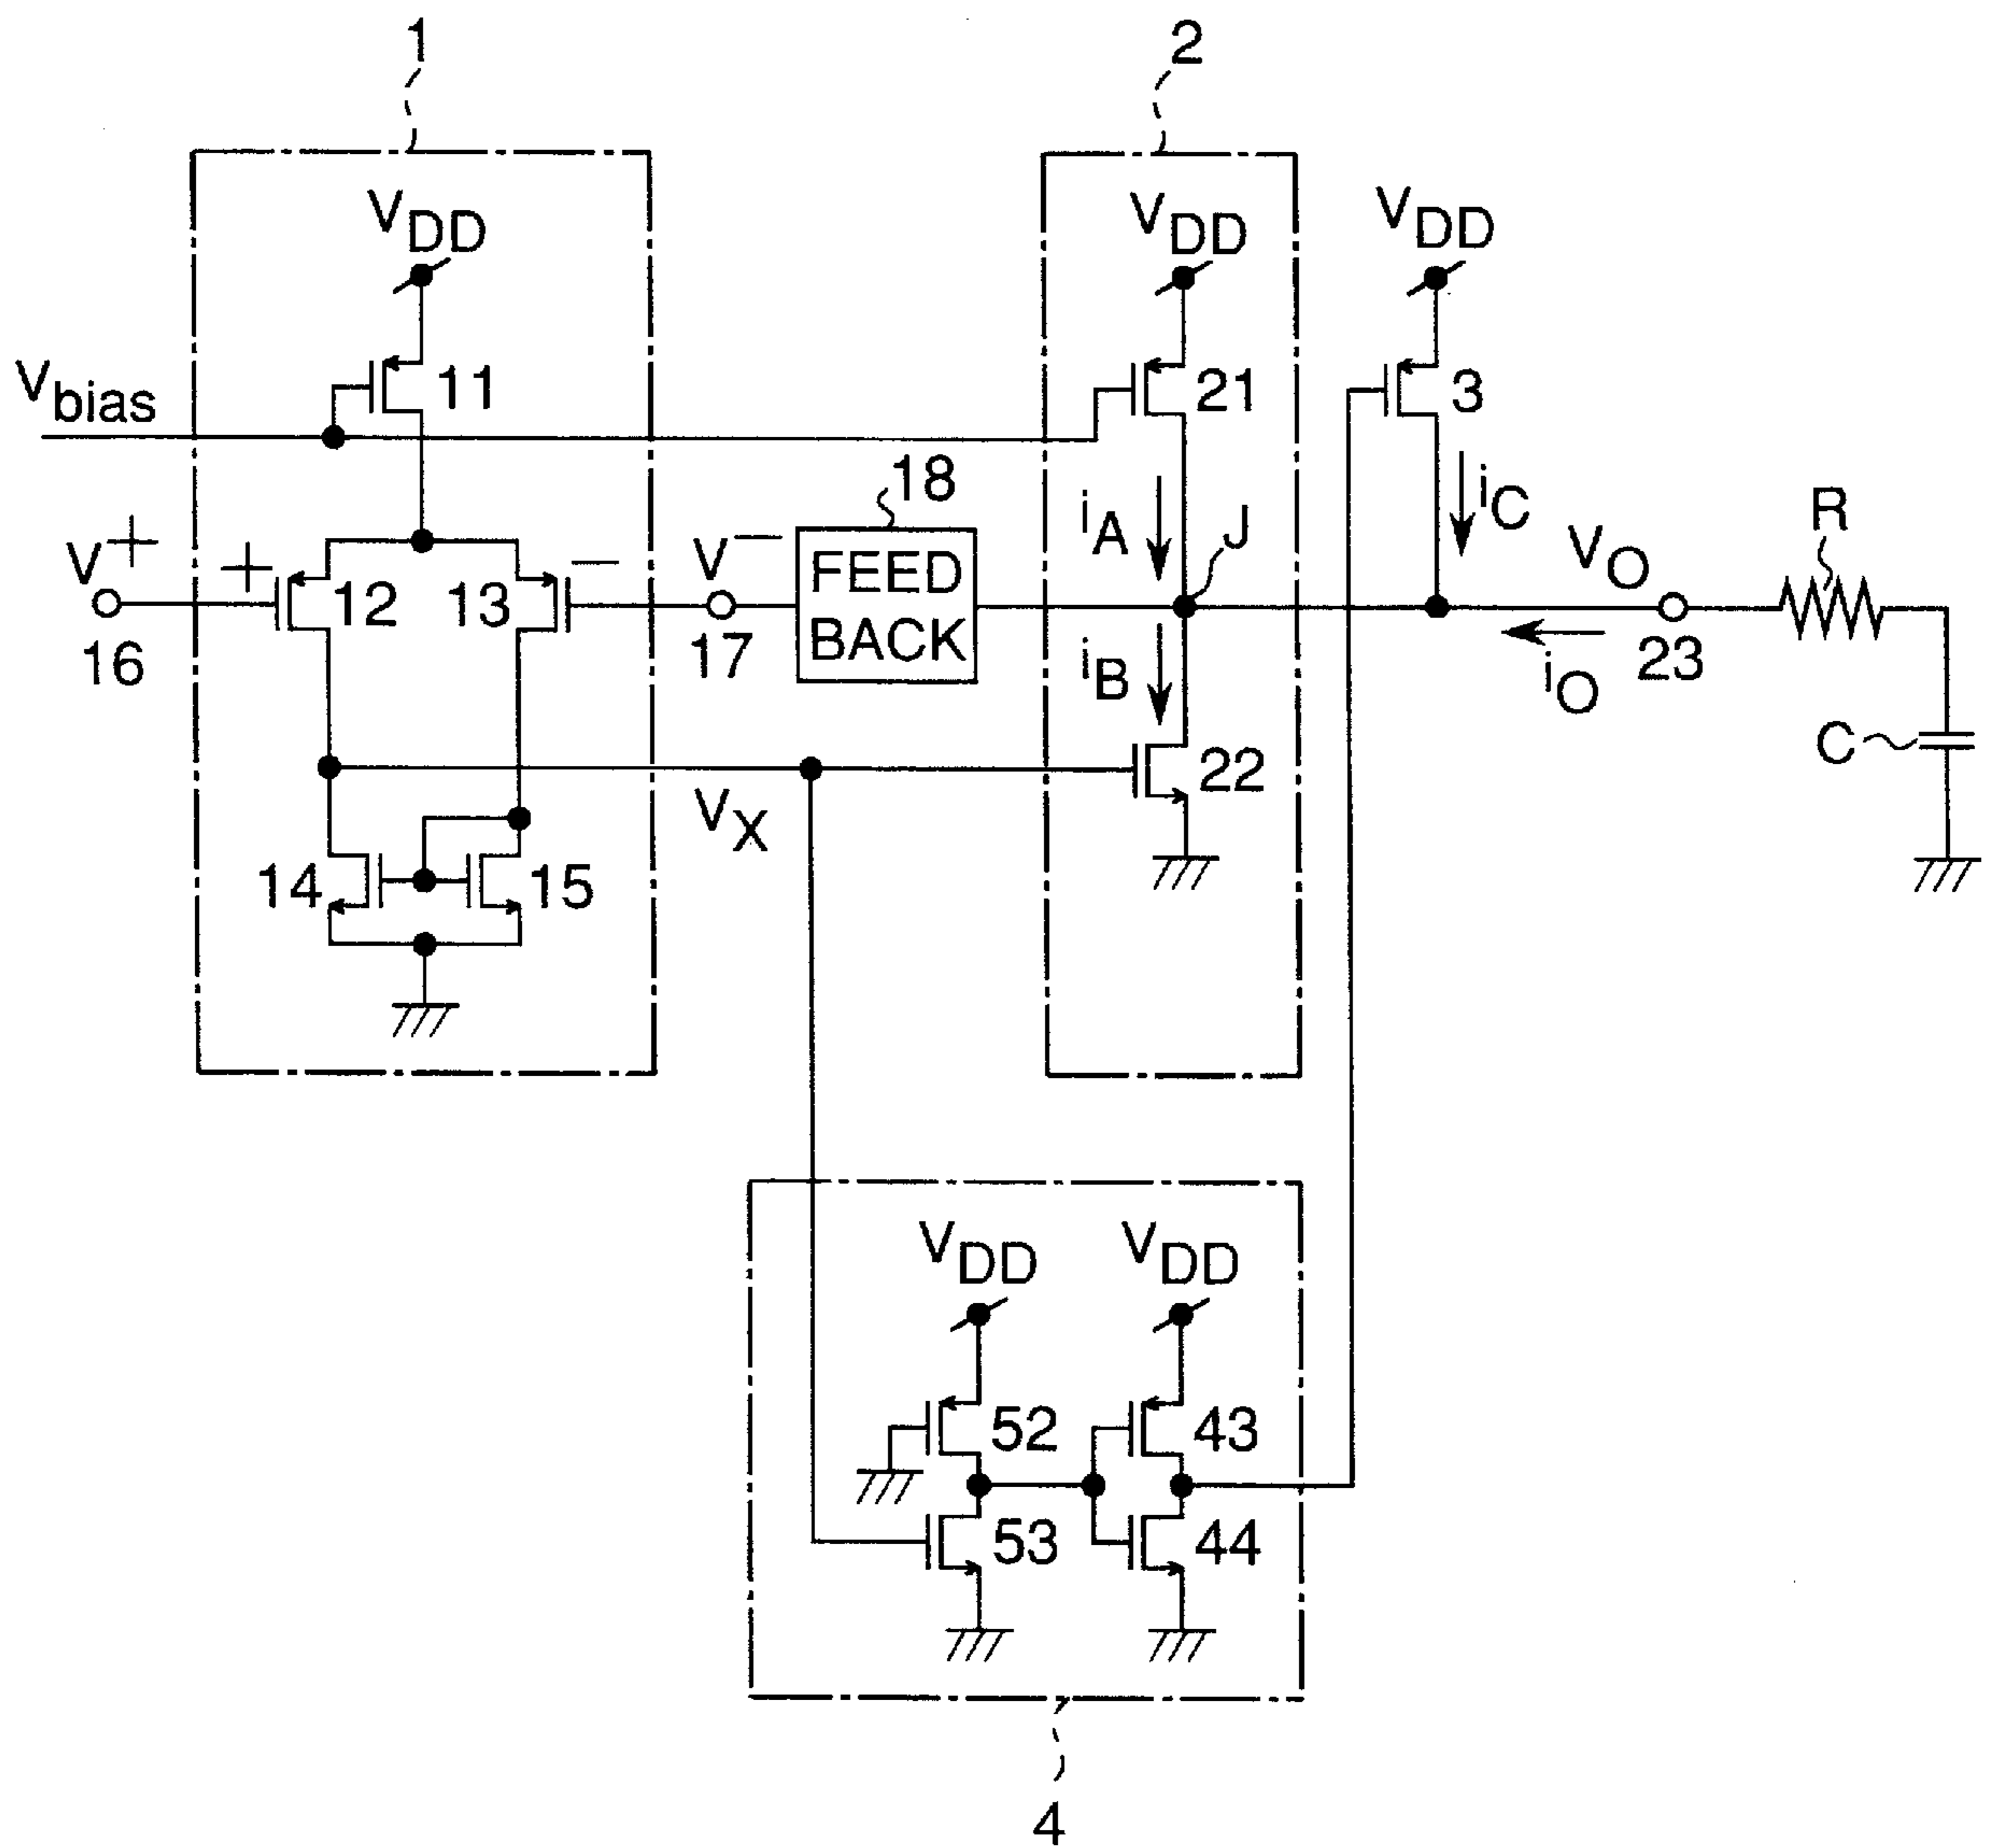 1
2
VDD
VDD
VDD
Vbias
11
21
3
18
iA
J
iC
R
V+
+
12
13
−
V−
FEED
BACK
VO
16
17
iB
iO
23
VX
22
C
14
15
VDD
VDD
52
43
53
44
4